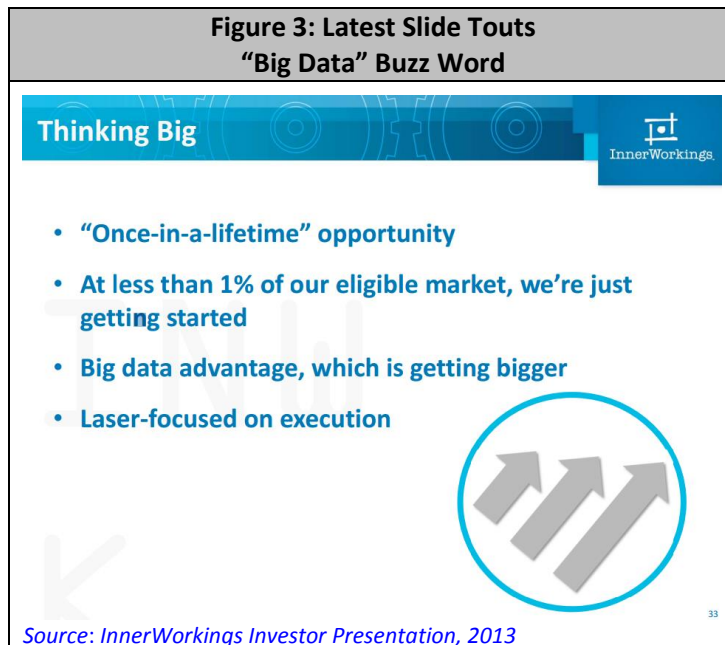 Figure 3: Latest Slide Touts
“Big Data” Buzz Word
Thinking Big
InnerWorkings.
• “Once-in-a-lifetime” opportunity
• At less than 1% of our eligible market, we’re just
getting started
• Big data advantage, which is getting bigger
• Laser-focused on execution
INW
K
33
Source: InnerWorkings Investor Presentation, 2013